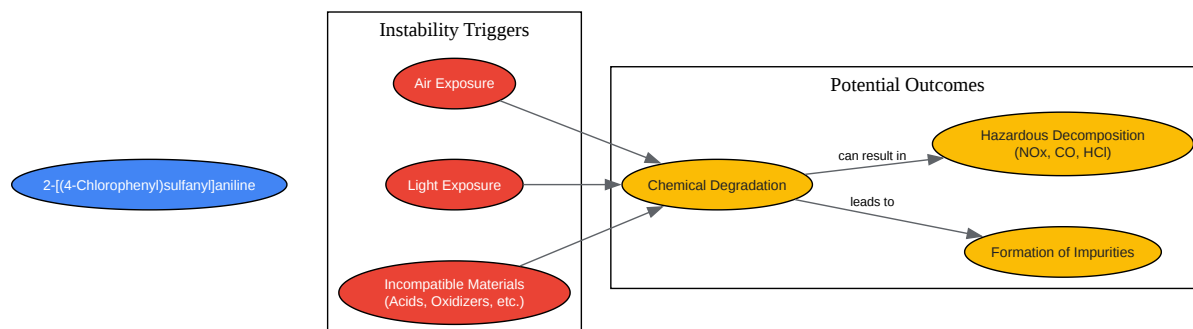 2-[(4-Chlorophenyl)sulfanyl]aniline
Instability Triggers
Air Exposure
Light Exposure
Incompatible Materials
(Acids, Oxidizers, etc.)
Potential Outcomes
Chemical Degradation
can result in
leads to
Hazardous Decomposition
(NOx, CO, HCl)
Formation of Impurities